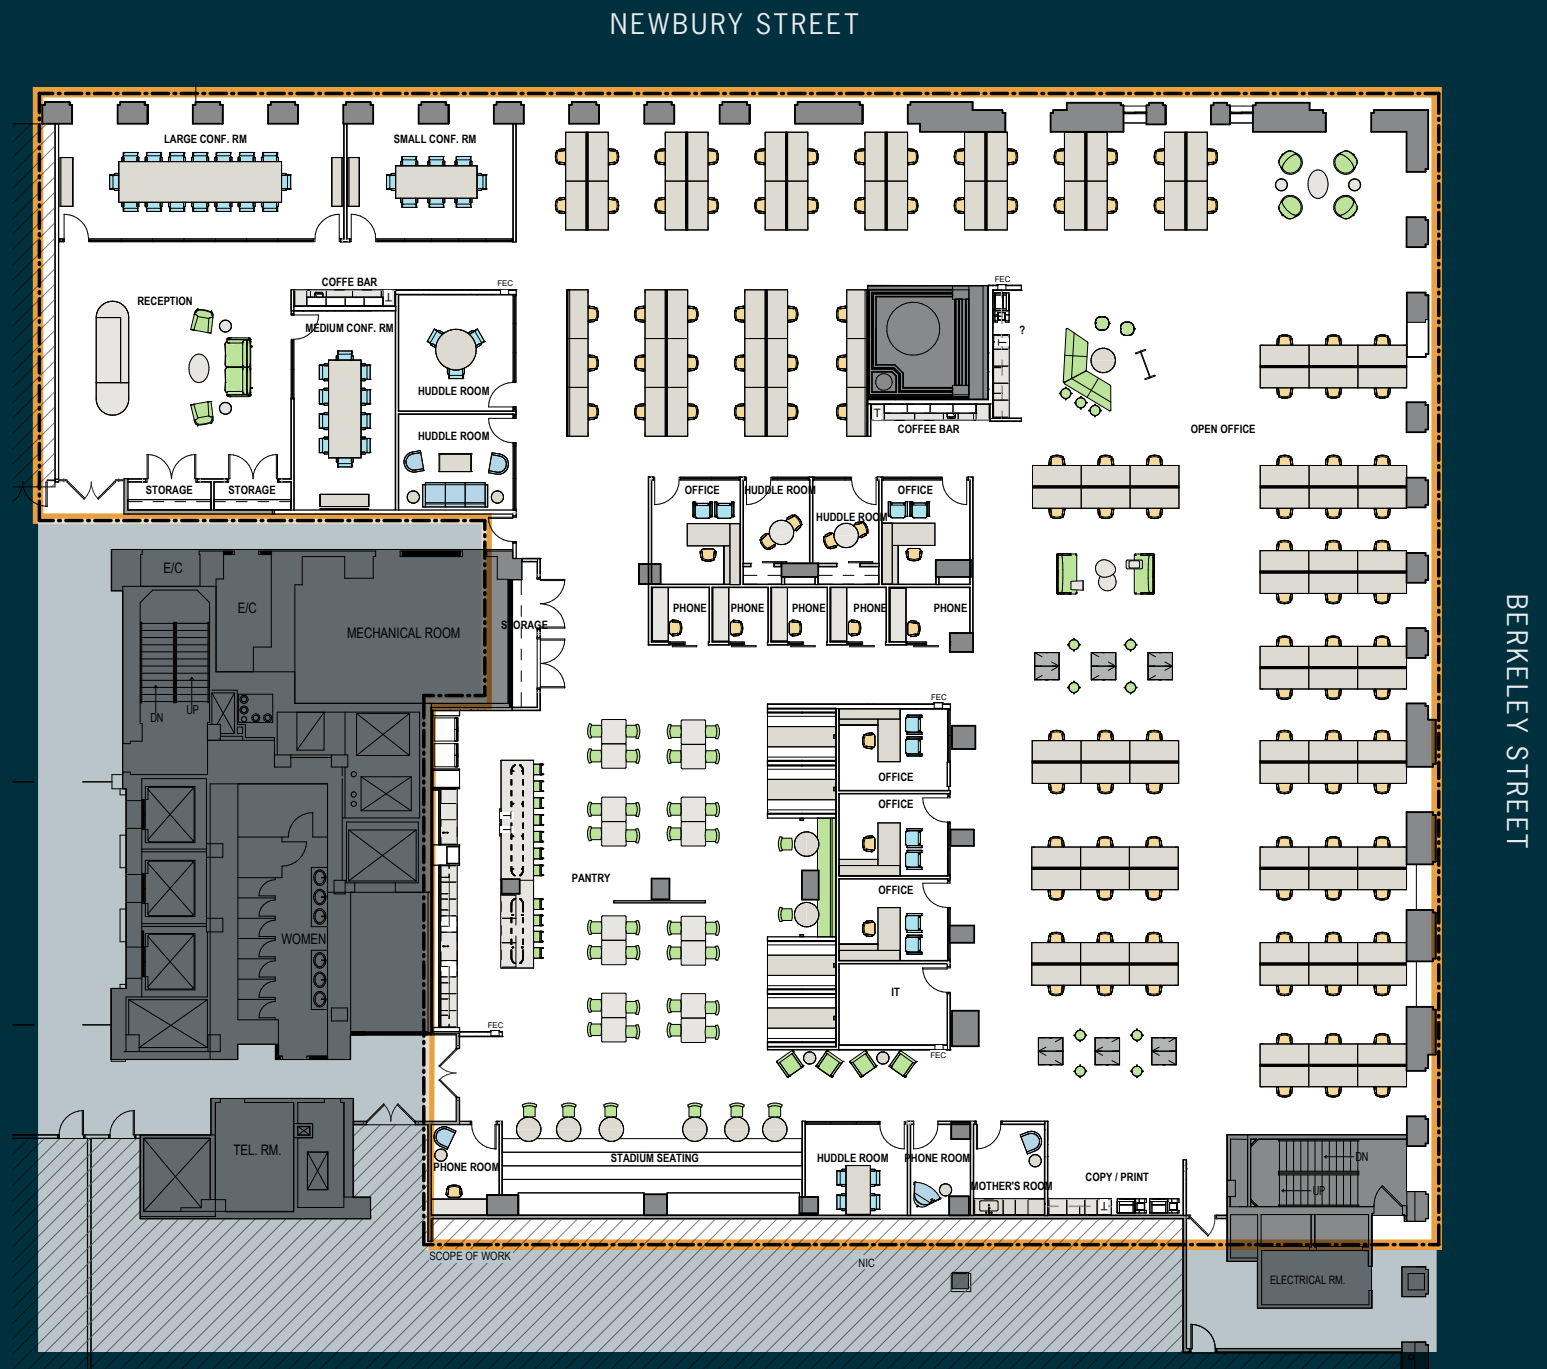 NEWBURY STREET
LARGE CONF. RM
SMALL CONF. RM
COFFE BAR
FEC
FEC
RECEPTION
MEDIUM CONF. RM
?
HUDDLE ROOM
COFFEE BAR
OPEN OFFICE
HUDDLE ROOM
T
T
T
STORAGE
STORAGE
OFFICE
HUDDLE ROOM
OFFICE
HUDDLE ROOM
E/C
E/C
PHONE
PHONE
PHONE
PHONE
PHONE
STORAGE
MECHANICAL ROOM
BERKELEY STREET
DN
UP
FEC
OFFICE
OFFICE
PANTRY
OFFICE
WOMEN
IT
FEC
FEC
TEL. RM.
PHONE ROOM
STADIUM SEATING
HUDDLE ROOM
PHONE ROOM
MOTHER'S ROOM
COPY / PRINT
T
DN
UP
SCOPE OF WORK
NIC
ELECTRICAL RM.